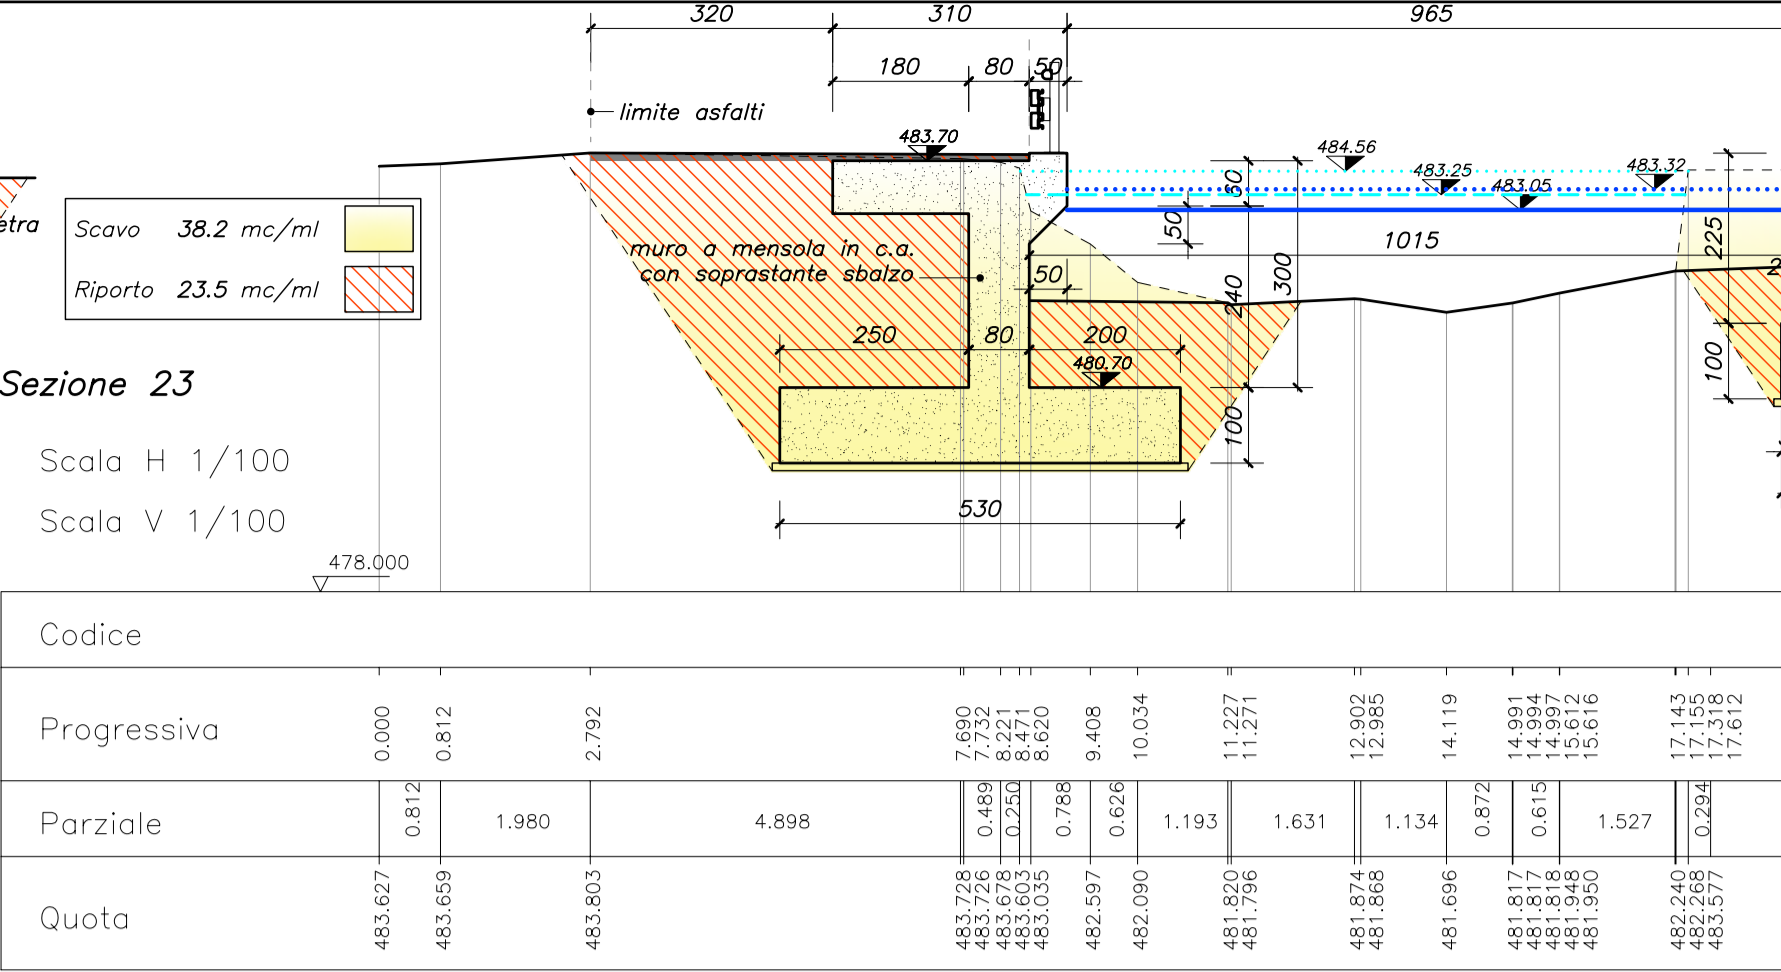 320 310 965
180 80 50
limite asfalti
483.70
484.56
483.25
483.05
483.32
etra
Scavo 38.2 mc/ml
Riporto 23.5 mc/ml
muro a mensola in c.a.
con soprastante sbalzo
60
50
1015
225
50
240
300
250 80 200
480.70
100
100
530
Sezione 23
Scala H 1/100
Scala V 1/100
478.000
Codice
Progressiva 0.000 0.812 2.792 7.690 7.732 8.221 8.471 8.620 9.408 10.034 11.227 11.271 12.902 12.985 14.119 14.991 14.994 14.997 15.612 15.616 17.143 17.155 17.318 17.612
Parziale 0.812 1.980 4.898 0.489 0.250 0.788 0.626 1.193 1.631 1.134 0.872 0.615 1.527 0.294
Quota 483.627 483.659 483.803 483.728 483.726 483.678 483.603 483.035 482.597 482.090 481.820 481.796 481.874 481.868 481.696 481.817 481.817 481.818 481.948 481.950 482.240 482.268 483.577